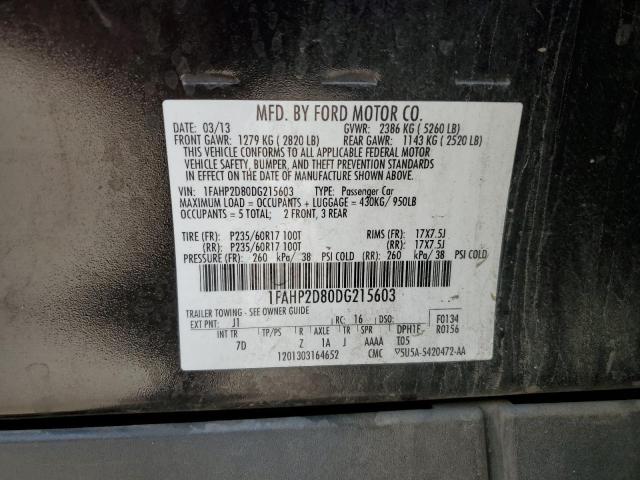 MFD. BY FORD MOTOR CO.
DATE: 03/13 GVWR: 2386 KG ( 5260 LB)
FRONT GAWR: 1279 KG ( 2820 LB) REAR GAWR: 1143 KG ( 2520 LB)
THIS VEHICLE CONFORMS TO ALL APPLICABLE FEDERAL MOTOR
VEHICLE SAFETY, BUMPER, AND THEFT PREVENTION STANDARDS
IN EFFECT ON THE DATE OF MANUFACTURE SHOWN ABOVE.
VIN: 1FAHP2D80DG215603 TYPE: Passenger Car
MAXIMUM LOAD = OCCUPANTS + LUGGAGE = 430KG/ 950LB
OCCUPANTS = 5 TOTAL; 2 FRONT, 3 REAR
TIRE (FR): P235/60R17 100T RIMS (FR): 17X7.5J
(RR): P235/60R17 100T (RR): 17X7.5J
PRESSURE (FR): 260 kPa/ 38 PSI COLD (RR): 260 kPa/ 38 PSI COLD
1FAHP2D80DG215603
TRAILER TOWING - SEE OWNER GUIDE
EXT PNT: J1 RC: 16 DSO: F0134
INT TR TP/PS R AXLE TR SPR DPH1F R0156
7D Z 1A J AAAA T05
1201303164652 CMC 5U5A-5420472-AA